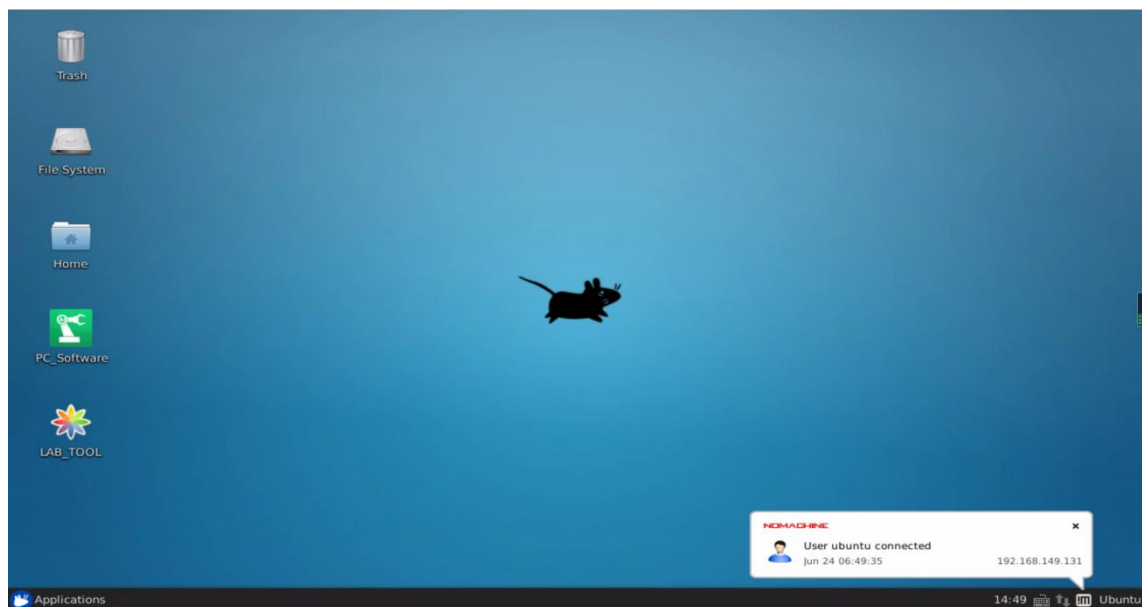 Trash
File System
Home
PC_Software
LAB_TOOL
NOMACHINE
User ubuntu connected
Jun 24 06:49:35 192.168.149.131
Applications 14:49 Ubuntu